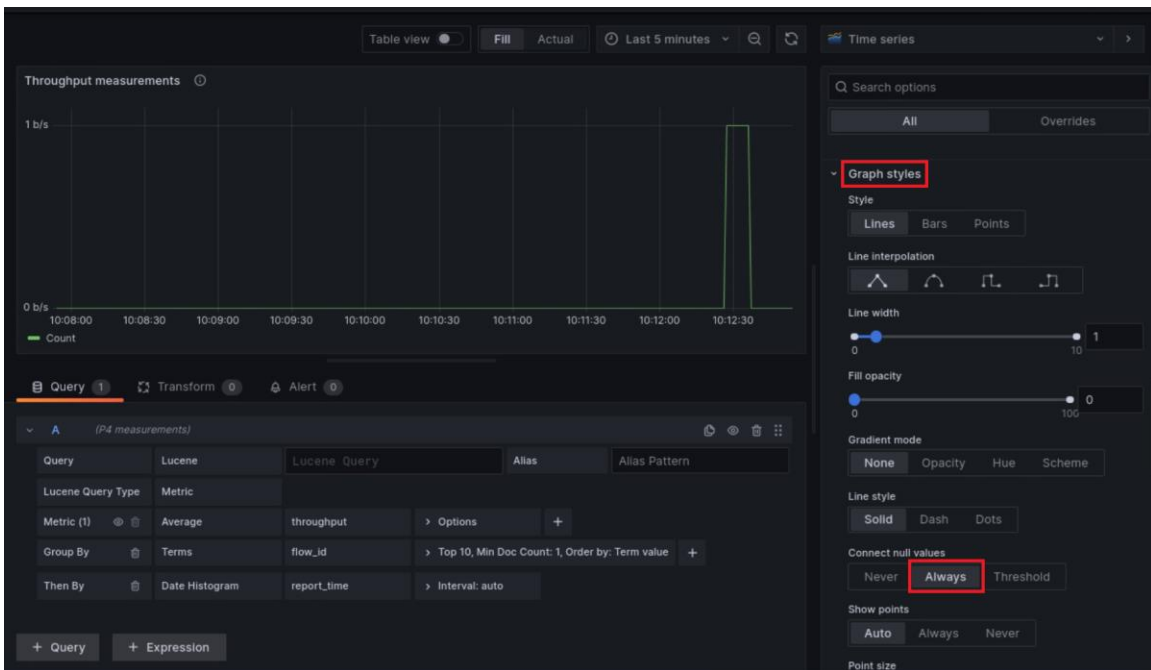 Table view Fill Actual Last 5 minutes Time series
Throughput measurements
1 b/s
0 b/s
10:08:00 10:08:30 10:09:00 10:09:30 10:10:00 10:10:30 10:11:00 10:11:30 10:12:00 10:12:30
Count
Query 1 Transform 0 Alert 0
A (P4 measurements)
Query Lucene Lucene Query Alias Alias Pattern
Lucene Query Type Metric
Metric (1) Average throughput > Options +
Group By Terms flow_id > Top 10, Min Doc Count: 1, Order by: Term value +
Then By Date Histogram report_time > Interval: auto
+ Query + Expression
Search options
All Overrides
Graph styles
Style
Lines Bars Points
Line interpolation
Line width
0 10 1
Fill opacity
0 100 0
Gradient mode
None Opacity Hue Scheme
Line style
Solid Dash Dots
Connect null values
Never Always Threshold
Show points
Auto Always Never
Point size